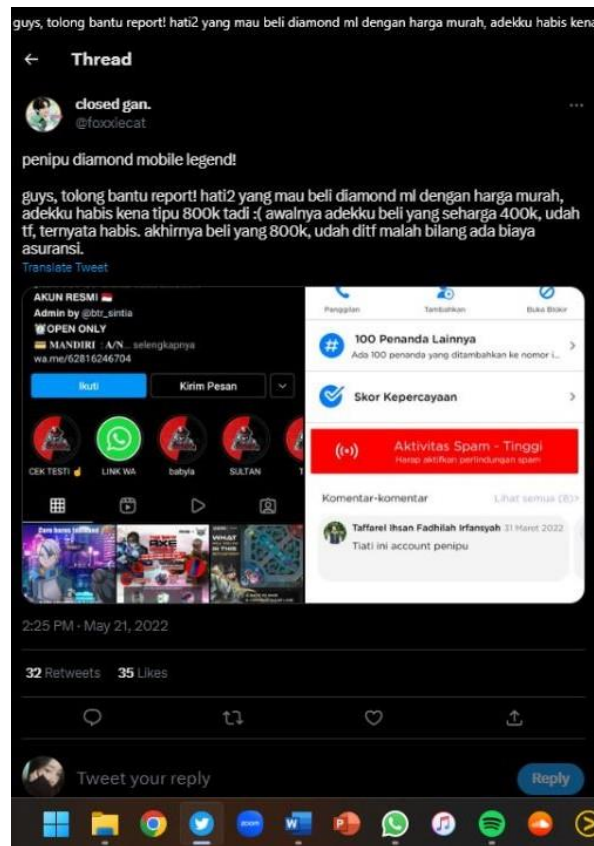 guys, tolong bantu report! hati2 yang mau beli diamond ml dengan harga murah, adekku habis kena
Thread
closed gan.
@foxxiecat
penipu diamond mobile legend!
guys, tolong bantu report! hati2 yang mau beli diamond ml dengan harga murah,
adekku habis kena tipu 800k tadi :( awalnya adekku beli yang seharga 400k, udah
tf, ternyata habis. akhirnya beli yang 800k, udah ditf malah bilang ada biaya
asuransi.
Translate Tweet
AKUN RESMI
Admin by @btr_sintia
OPEN ONLY
MANDIRI : A/N... selengkapnya
wa.me/62816246704
Ikuti
Kirim Pesan
CEK TESTI
LINK WA
babyla
SULTAN
Panggilan
Tambahkan
Buka Blokir
100 Penanda Lainnya
Ada 100 penanda yang ditambahkan ke nomor i...
Skor Kepercayaan
Aktivitas Spam - Tinggi
Harap aktifkan perlindungan spam
Komentar-komentar
Lihat semua (8)>
Taffarel Ihsan Fadhilah Irfansyah 31 Maret 2022
Tiati ini account penipu
2:25 PM · May 21, 2022
32 Retweets 35 Likes
Tweet your reply
Reply
zoom